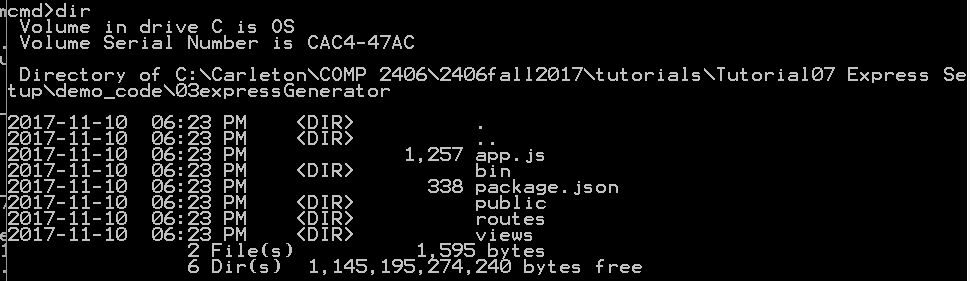 mcmd>dir
Volume in drive C is OS
Volume Serial Number is CAC4-47AC
Directory of C:\Carleton\COMP 2406\2406fall2017\tutorials\Tutorial07 Express Se
tup\demo_code\03expressGenerator
2017-11-10  06:23 PM    <DIR>          .
2017-11-10  06:23 PM    <DIR>          ..
2017-11-10  06:23 PM             1,257 app.js
2017-11-10  06:23 PM    <DIR>          bin
2017-11-10  06:23 PM               338 package.json
2017-11-10  06:23 PM    <DIR>          public
2017-11-10  06:23 PM    <DIR>          routes
2017-11-10  06:23 PM    <DIR>          views
2 File(s)          1,595 bytes
6 Dir(s)  1,145,195,274,240 bytes free